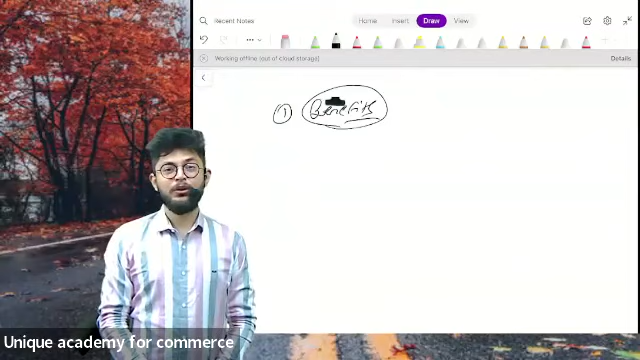 Recent Notes Home Insert Draw View
Working offline (out of cloud storage) Details
① Benefits
Unique academy for commerce